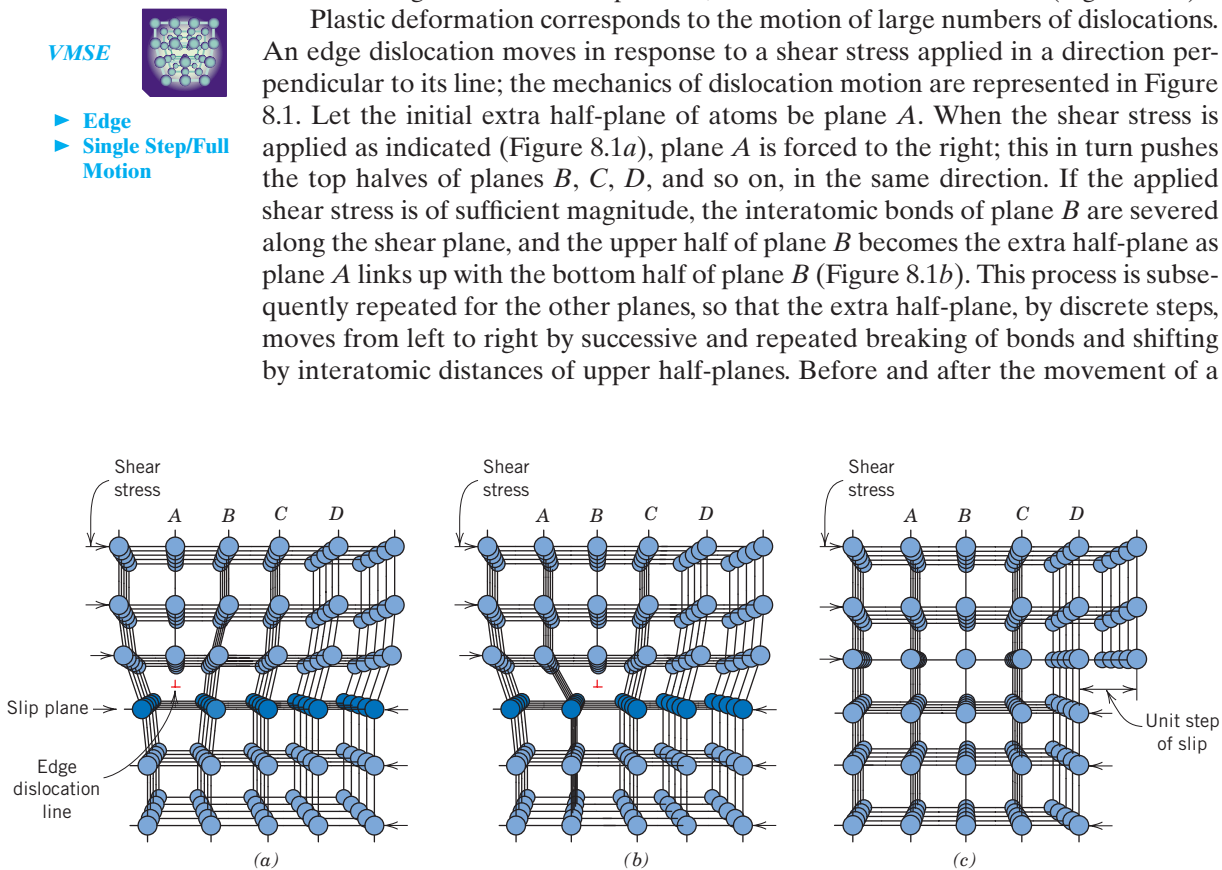 Plastic deformation corresponds to the motion of large numbers of dislocations.
An edge dislocation moves in response to a shear stress applied in a direction per-
pendicular to its line; the mechanics of dislocation motion are represented in Figure
8.1. Let the initial extra half-plane of atoms be plane A. When the shear stress is
applied as indicated (Figure 8.1a), plane A is forced to the right; this in turn pushes
the top halves of planes B, C, D, and so on, in the same direction. If the applied
shear stress is of sufficient magnitude, the interatomic bonds of plane B are severed
along the shear plane, and the upper half of plane B becomes the extra half-plane as
plane A links up with the bottom half of plane B (Figure 8.1b). This process is subse-
quently repeated for the other planes, so that the extra half-plane, by discrete steps,
moves from left to right by successive and repeated breaking of bonds and shifting
by interatomic distances of upper half-planes. Before and after the movement of a
VMSE
► Edge
► Single Step/Full
Motion
Shear
stress
A B C D
Slip plane
Edge
dislocation
line
(a)
Shear
stress
A B C D
(b)
Shear
stress
A B C D
Unit step
of slip
(c)